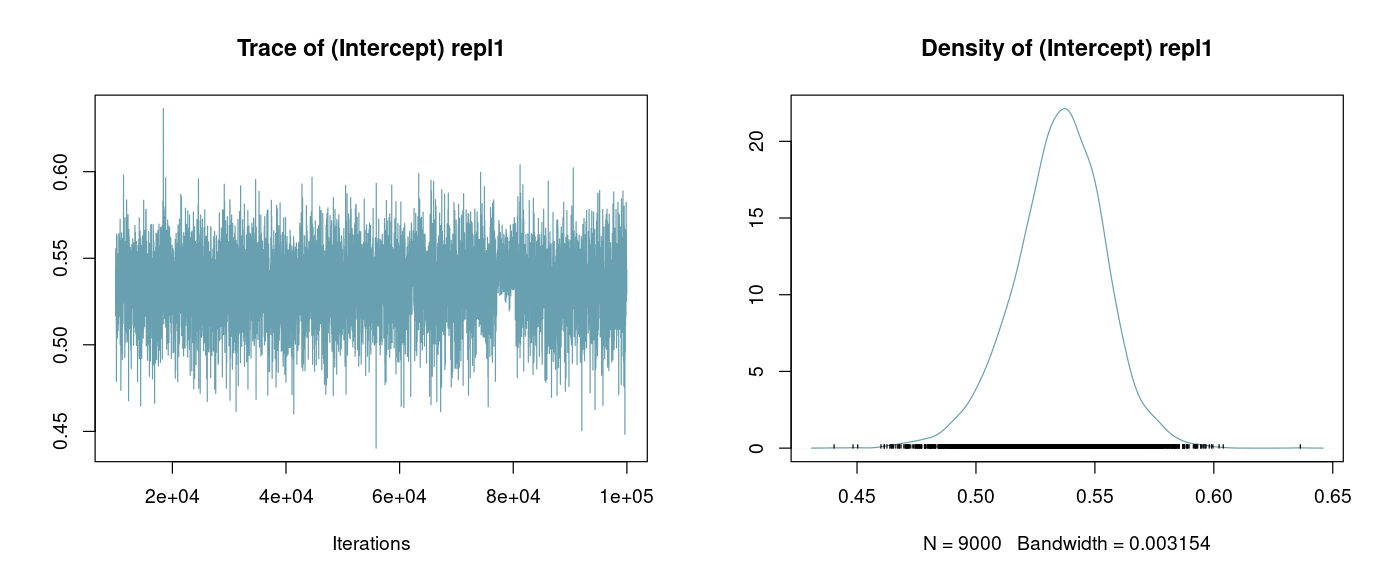 Trace of (Intercept) repl1
0.60
0.55
0.50
0.45
2e+04 4e+04 6e+04 8e+04 1e+05
Iterations
Density of (Intercept) repl1
20
15
10
5
0
0.45 0.50 0.55 0.60 0.65
N = 9000 Bandwidth = 0.003154